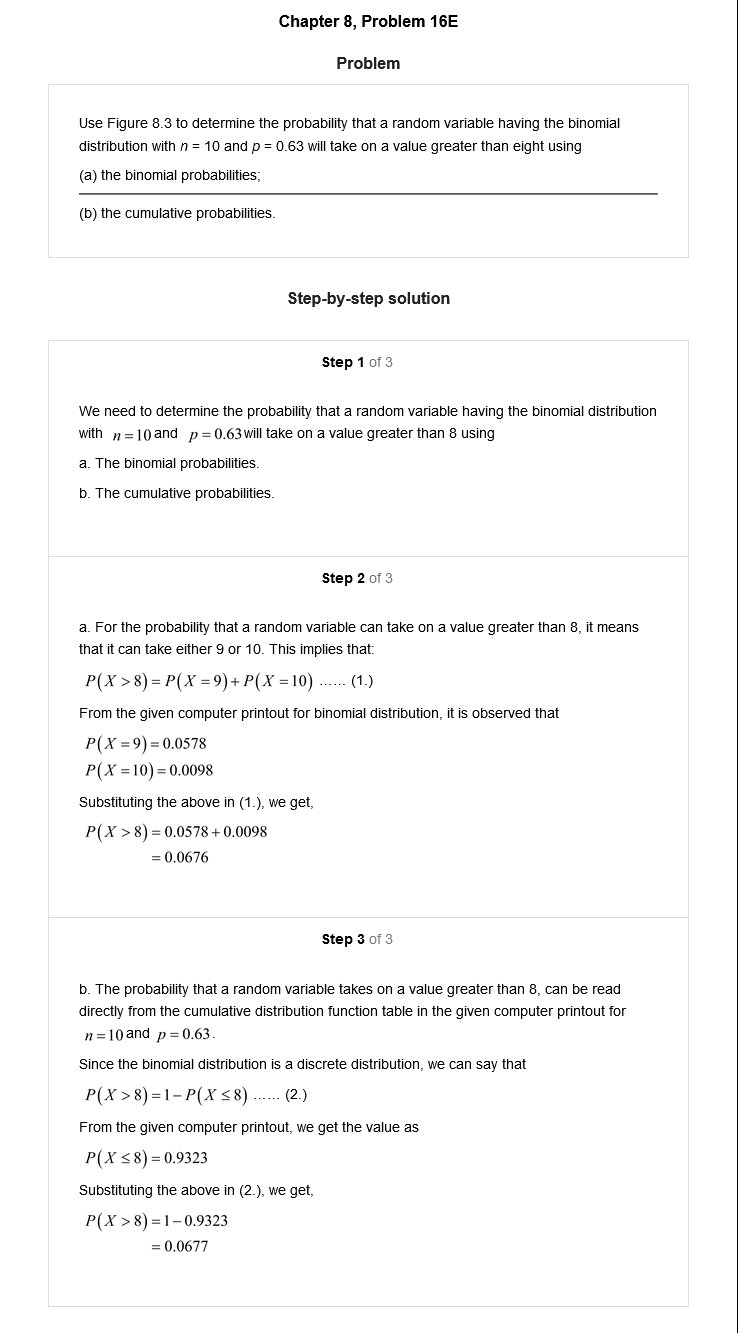 Chapter 8, Problem 16E
Problem
Use Figure 8.3 to determine the probability that a random variable having the binomial
distribution with n = 10 and p = 0.63 will take on a value greater than eight using
(a) the binomial probabilities;
(b) the cumulative probabilities.
Step-by-step solution
Step 1 of 3
We need to determine the probability that a random variable having the binomial distribution
with n = 10 and p = 0.63 will take on a value greater than 8 using
a. The binomial probabilities.
b. The cumulative probabilities.
Step 2 of 3
a. For the probability that a random variable can take on a value greater than 8, it means
that it can take either 9 or 10. This implies that:
P(X > 8) = P(X = 9) + P(X = 10) ...... (1.)
From the given computer printout for binomial distribution, it is observed that
P(X = 9) = 0.0578
P(X = 10) = 0.0098
Substituting the above in (1.), we get,
P(X > 8) = 0.0578 + 0.0098
= 0.0676
Step 3 of 3
b. The probability that a random variable takes on a value greater than 8, can be read
directly from the cumulative distribution function table in the given computer printout for
n = 10 and p = 0.63.
Since the binomial distribution is a discrete distribution, we can say that
P(X > 8) = 1 − P(X ≤ 8) ...... (2.)
From the given computer printout, we get the value as
P(X ≤ 8) = 0.9323
Substituting the above in (2.), we get,
P(X > 8) = 1 − 0.9323
= 0.0677